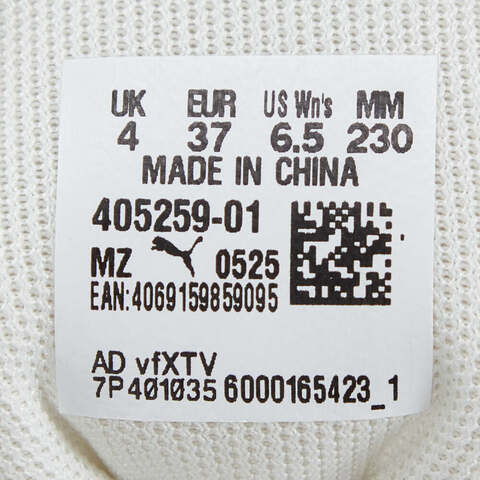 UK EUR US Wn's MM
4 37 6.5 230
MADE IN CHINA
405259-01
MZ 0525
EAN:4069159859095
AD vfXTV
7P401035 6000165423_1